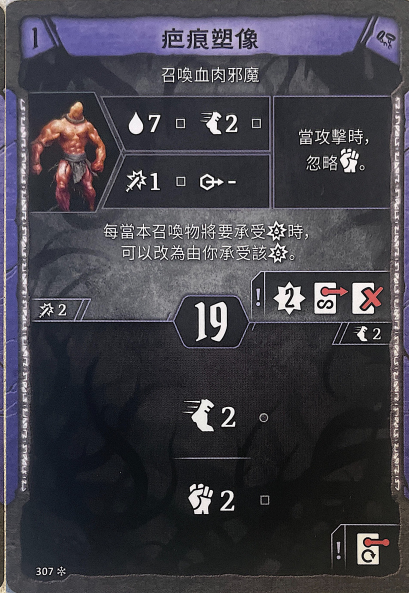 1
疤痕塑像
召喚血肉邪魔
7
2
1
-
當攻擊時，
忽略。
每當本召喚物將要承受時，
可以改為由你承受該。
! 2
2
19
2
2
2
!
307